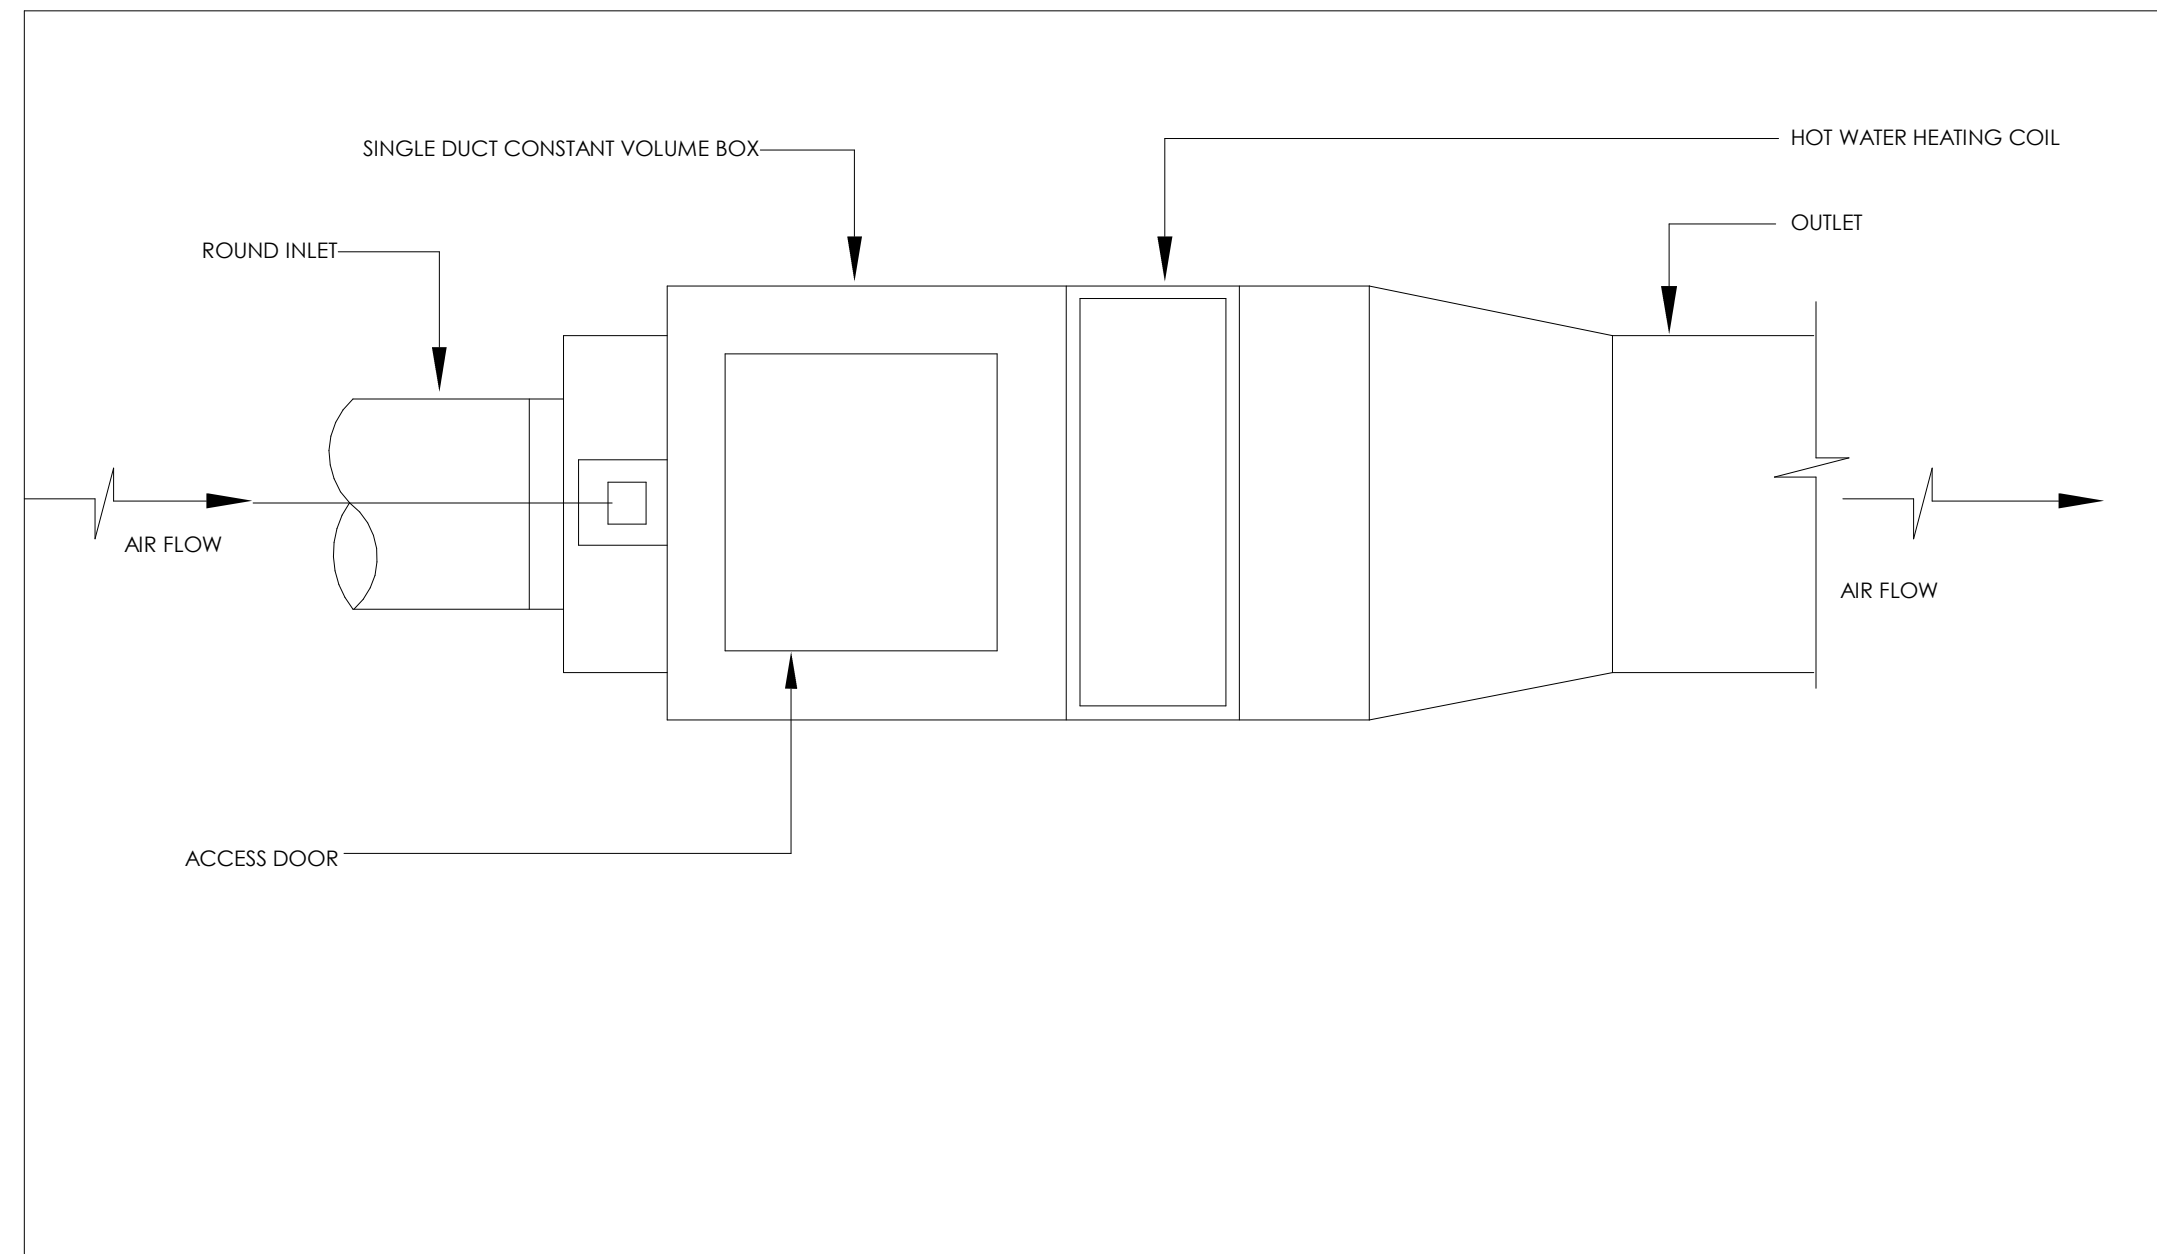 HOT WATER HEATING COIL
SINGLE DUCT CONSTANT VOLUME BOX
OUTLET
ROUND INLET
AIR FLOW
AIR FLOW
ACCESS DOOR